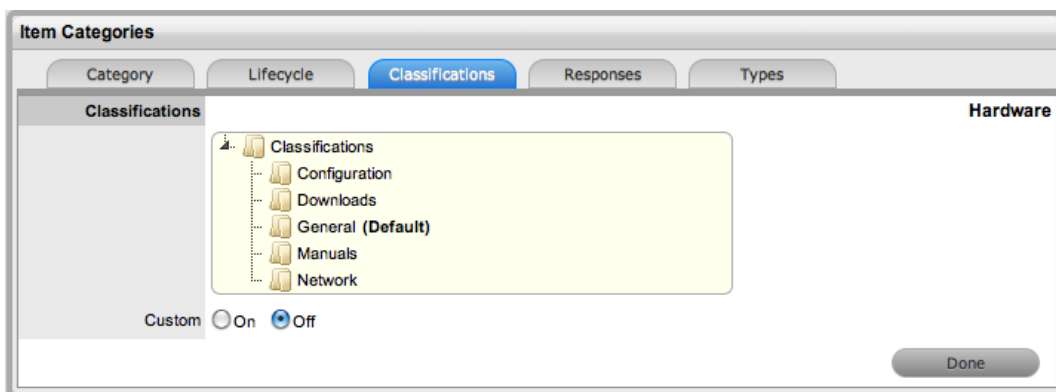 Item Categories
Category Lifecycle Classifications Responses Types
Classifications Hardware
Classifications
Configuration
Downloads
General (Default)
Manuals
Network
Custom On Off
Done